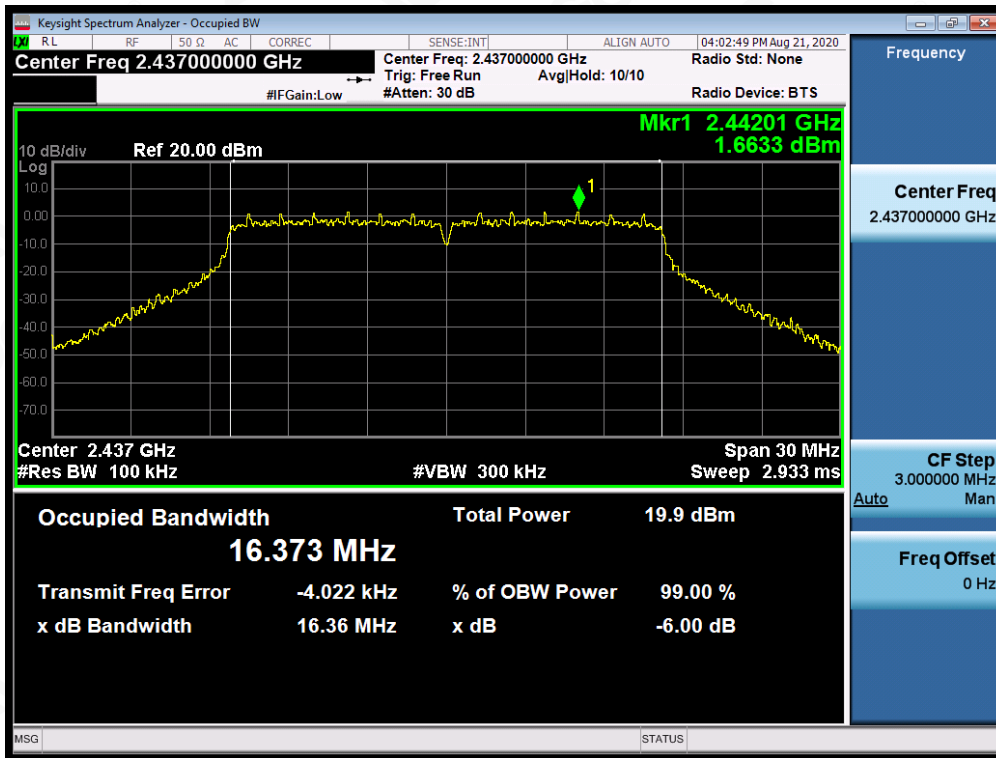 Keysight Spectrum Analyzer - Occupied BW
LXI RL RF 50 Ω AC CORREC SENSE:INT ALIGN AUTO 04:02:49 PM Aug 21, 2020
Center Freq 2.437000000 GHz
Center Freq: 2.437000000 GHz Radio Std: None
Trig: Free Run Avg|Hold: 10/10
#IFGain:Low #Atten: 30 dB Radio Device: BTS
Mkr1 2.44201 GHz
1.6633 dBm
10 dB/div Ref 20.00 dBm
Log
10.0
0.00
-10.0
-20.0
-30.0
-40.0
-50.0
-60.0
-70.0
1
Center 2.437 GHz Span 30 MHz
#Res BW 100 kHz #VBW 300 kHz Sweep 2.933 ms
Occupied Bandwidth Total Power 19.9 dBm
16.373 MHz
Transmit Freq Error -4.022 kHz % of OBW Power 99.00 %
x dB Bandwidth 16.36 MHz x dB -6.00 dB
MSG STATUS
Frequency
Center Freq
2.437000000 GHz
CF Step
3.000000 MHz
Auto Man
Freq Offset
0 Hz